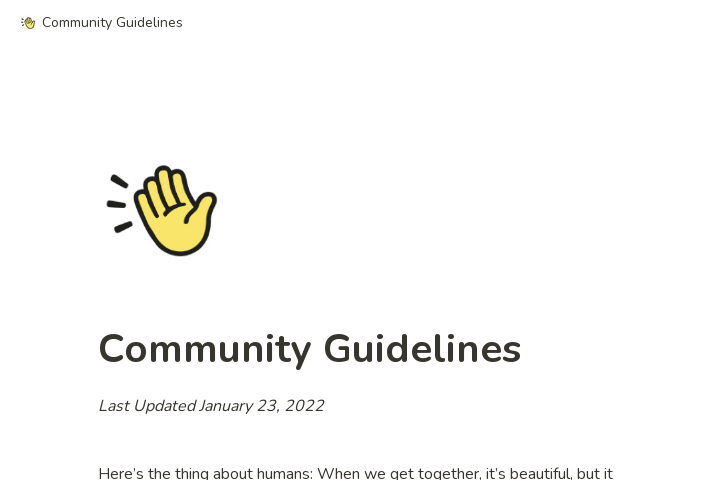 Community Guidelines
Community Guidelines
Last Updated January 23, 2022
Here’s the thing about humans: When we get together, it’s beautiful, but it